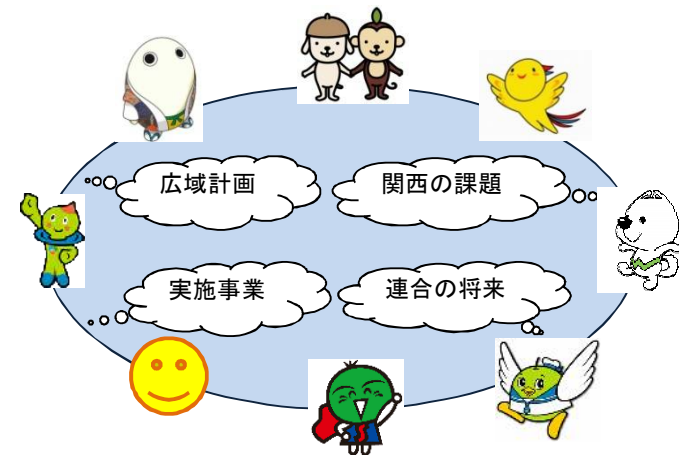 広域計画
関西の課題
実施事業
連合の将来